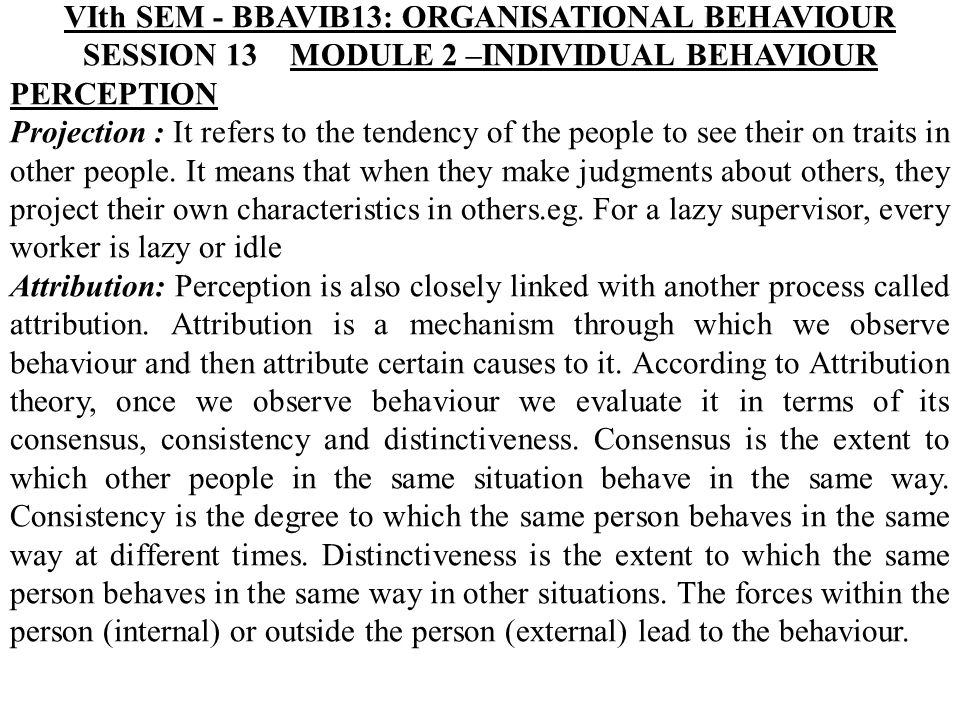 VIth SEM - BBAVIB13: ORGANISATIONAL BEHAVIOUR
SESSION 13 MODULE 2 –INDIVIDUAL BEHAVIOUR
PERCEPTION
Projection : It refers to the tendency of the people to see their on traits in
other people. It means that when they make judgments about others, they
project their own characteristics in others.eg. For a lazy supervisor, every
worker is lazy or idle
Attribution: Perception is also closely linked with another process called
attribution. Attribution is a mechanism through which we observe
behaviour and then attribute certain causes to it. According to Attribution
theory, once we observe behaviour we evaluate it in terms of its
consensus, consistency and distinctiveness. Consensus is the extent to
which other people in the same situation behave in the same way.
Consistency is the degree to which the same person behaves in the same
way at different times. Distinctiveness is the extent to which the same
person behaves in the same way in other situations. The forces within the
person (internal) or outside the person (external) lead to the behaviour.